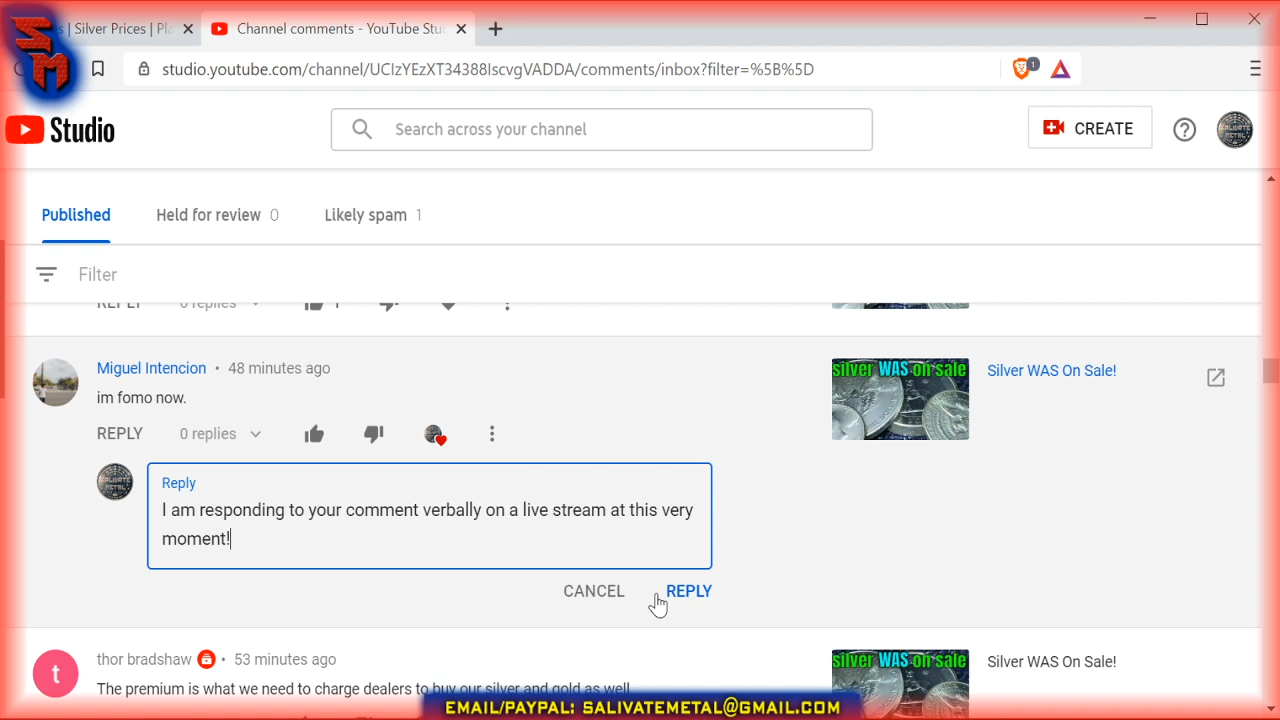 SM
s | Silver Prices | Pla
Channel comments - YouTube Stud
studio.youtube.com/channel/UCIzYEzXT34388IscvgVADDA/comments/inbox?filter=%5B%5D
1
Studio
Search across your channel
CREATE
Published
Held for review 0
Likely spam 1
Filter
REPLY 0 replies 1
Miguel Intencion • 48 minutes ago
im fomo now.
REPLY 0 replies
silver WAS on sale
Silver WAS On Sale!
Reply
I am responding to your comment verbally on a live stream at this very
moment!
CANCEL
REPLY
t
thor bradshaw • 53 minutes ago
The premium is what we need to charge dealers to buy our silver and gold as well.
silver WAS on sale
Silver WAS On Sale!
EMAIL/PAYPAL: SALIVATEMETAL@GMAIL.COM